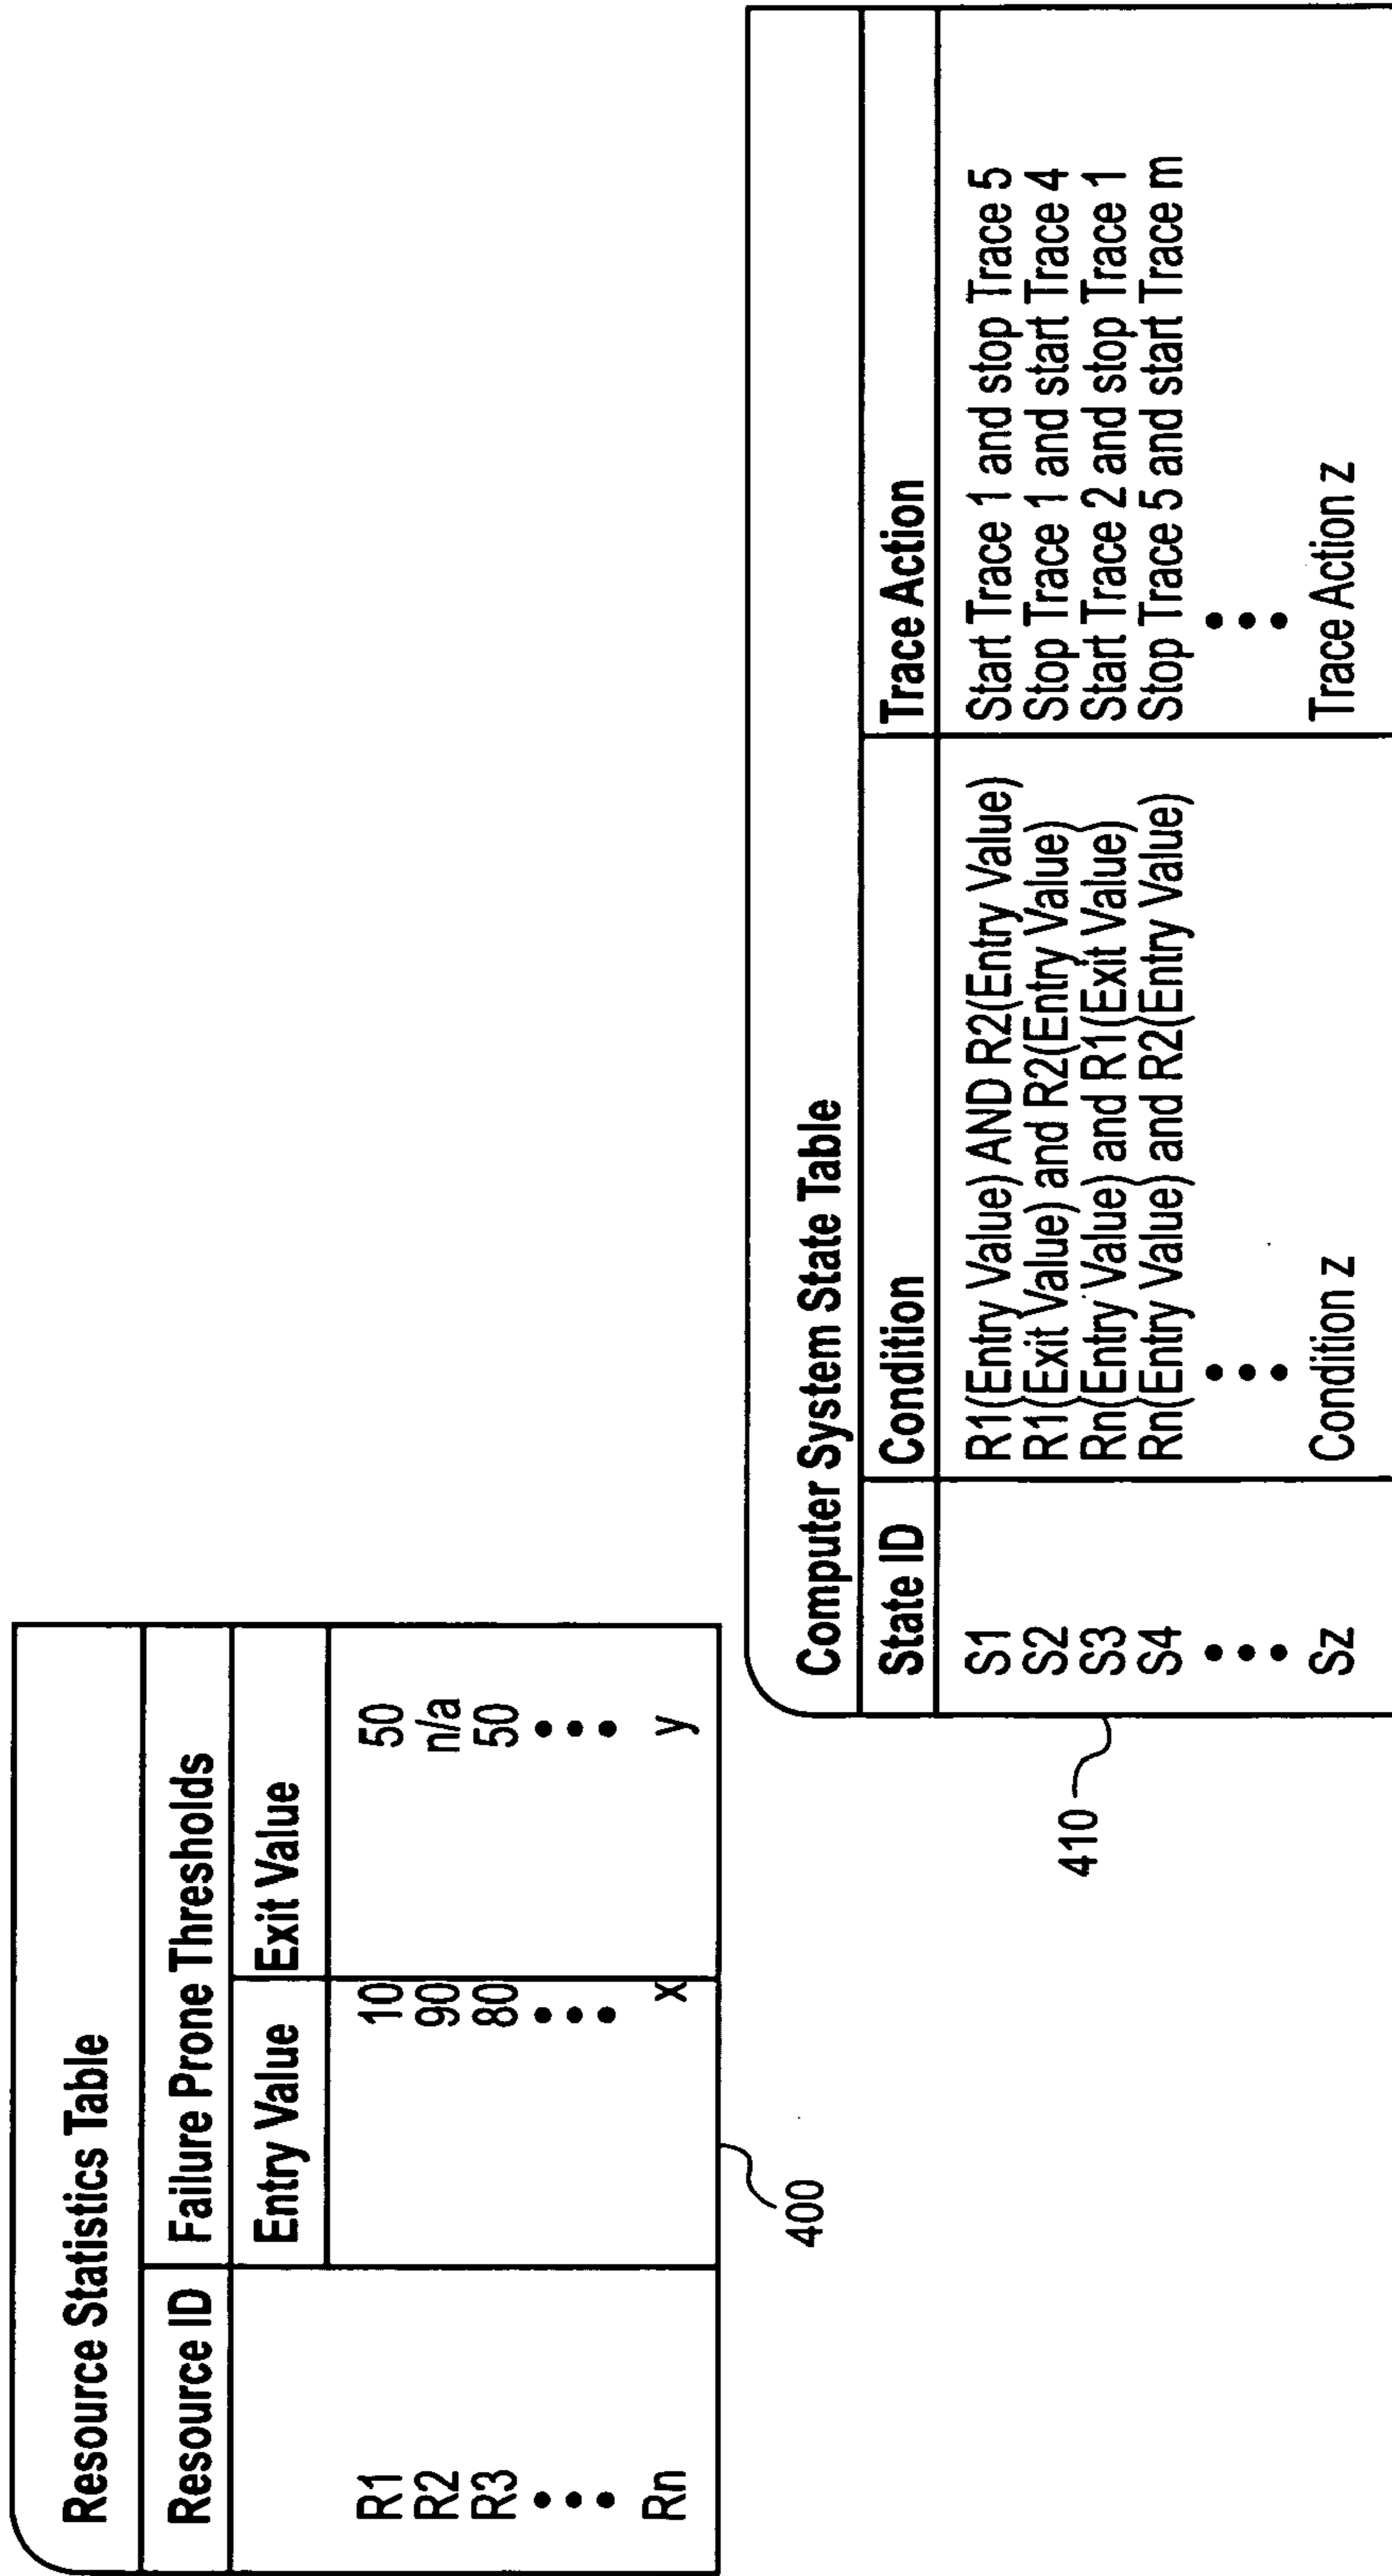 Resource Statistics Table
Resource ID Failure Prone Thresholds
Entry Value Exit Value
R1 10 50
R2 90 n/a
R3 80 50
Rn x y
400
Computer System State Table
State ID Condition Trace Action
S1 R1(Entry Value) AND R2(Entry Value) Start Trace 1 and stop Trace 5
S2 R1(Exit Value) and R2(Entry Value) Stop Trace 1 and start Trace 4
S3 Rn(Entry Value) and R1(Exit Value) Start Trace 2 and stop Trace 1
S4 Rn(Entry Value) and R2(Entry Value) Stop Trace 5 and start Trace m
Sz Condition z Trace Action z
410